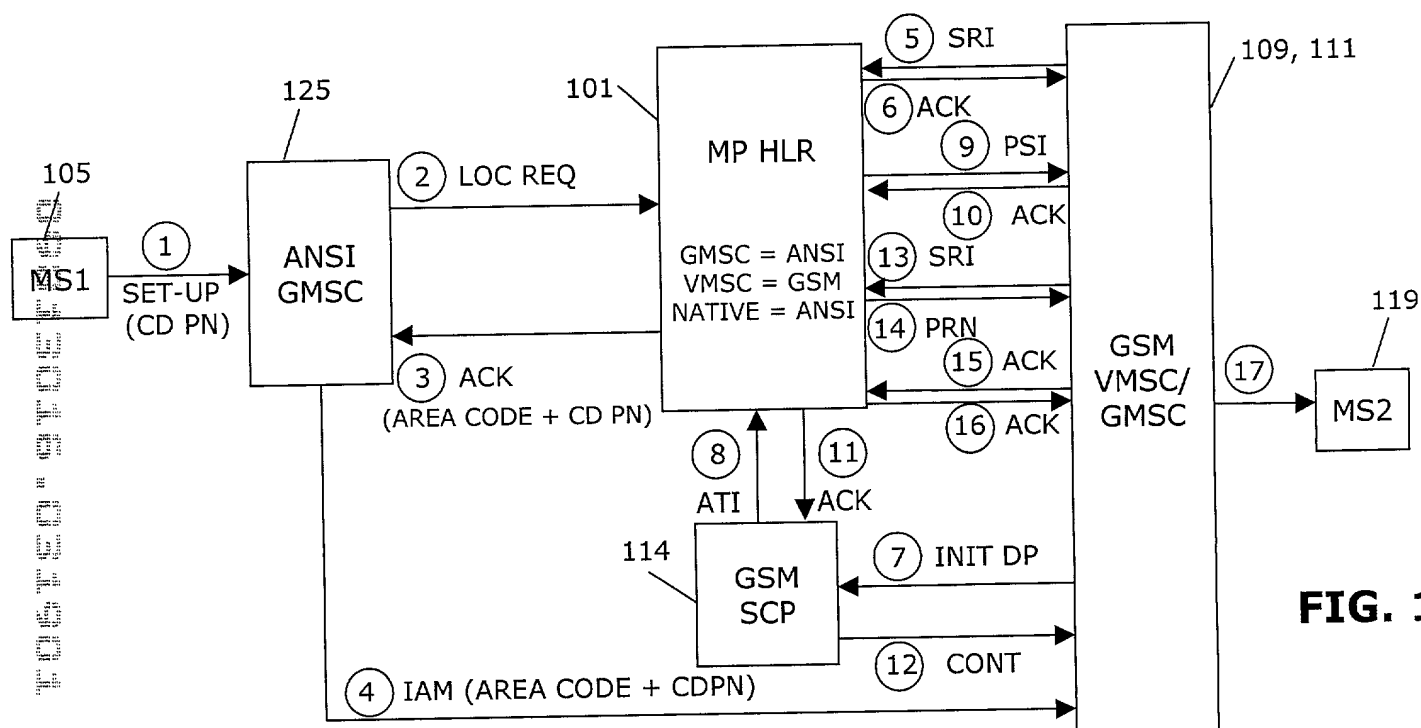 5 SRI
109, 111
125
101
6 ACK
MP HLR
9 PSI
105
2 LOC REQ
10 ACK
1
ANSI
GMSC
GMSC = ANSI
VMSC = GSM
NATIVE = ANSI
13 SRI
MS1
SET-UP
(CD PN)
14 PRN
119
3 ACK
(AREA CODE + CD PN)
15 ACK
GSM
VMSC/
GMSC
17
MS2
16 ACK
8
ATI
11
ACK
114
GSM
SCP
7 INIT DP
FIG. 1
12 CONT
4 IAM (AREA CODE + CDPN)